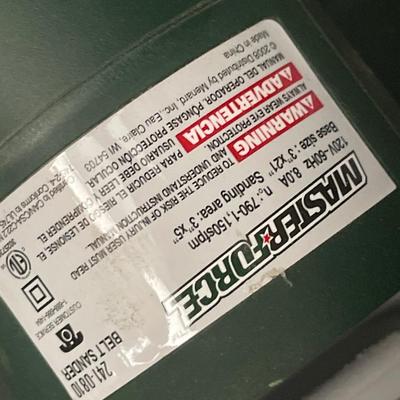 MASTERFORCE
241-0810
BELT SANDER
120V~60Hz 8.0A n₀: 790-1,150sfpm
Base size: 3"x21" Sanding area: 3"x5"
CUSTOMER SERVICE
WARNING
TO REDUCE THE RISK OF INJURY USER MUST READ
AND UNDERSTAND MANUAL
ALWAYS WEAR EYE PROTECTION.
ADVERTENCIA
PARA REDUCIR EL RIESGO DE LESIONES EL
USUARIO DEBE LEER Y COMPRENDER EL
MANUAL DEL OPERADOR. PÓNGASE PROTECCIÓN OCULAR
© 2008 Distributed by Menard, Inc., Eau Claire, WI 54703
Made in China
Conforms to UL